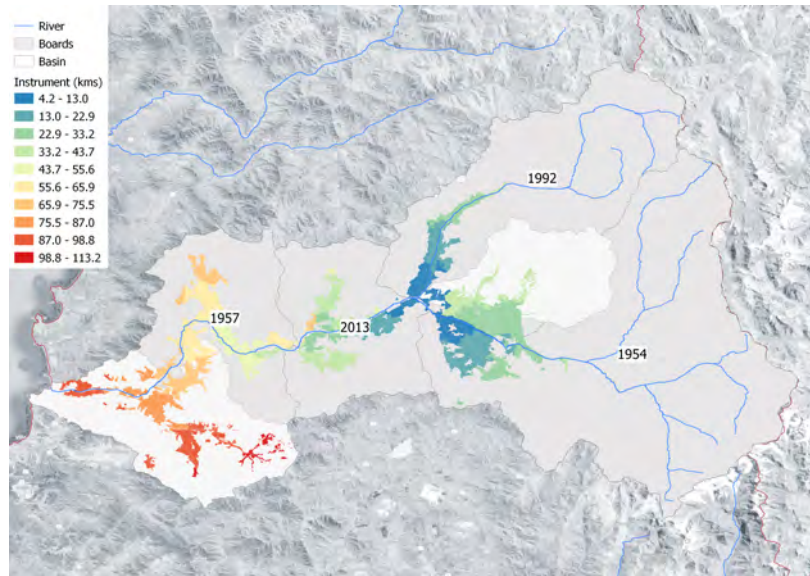 River
Boards
Basin
Instrument (kms)
4.2 - 13.0
13.0 - 22.9
22.9 - 33.2
33.2 - 43.7
43.7 - 55.6
55.6 - 65.9
65.9 - 75.5
75.5 - 87.0
87.0 - 98.8
98.8 - 113.2
1992
1957
2013
1954